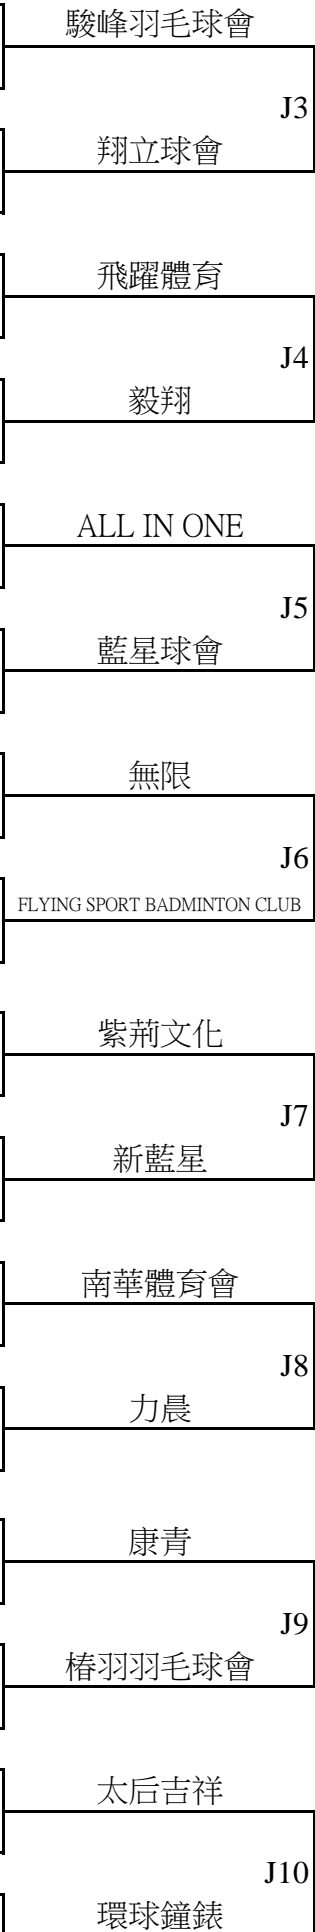 駿峰羽毛球會
J3
翔立球會
飛躍體育
J4
毅翔
ALL IN ONE
J5
藍星球會
無限
J6
FLYING SPORT BADMINTON CLUB
紫荊文化
J7
新藍星
南華體育會
J8
力晨
康青
J9
椿羽羽毛球會
太后吉祥
J10
環球鐘錶